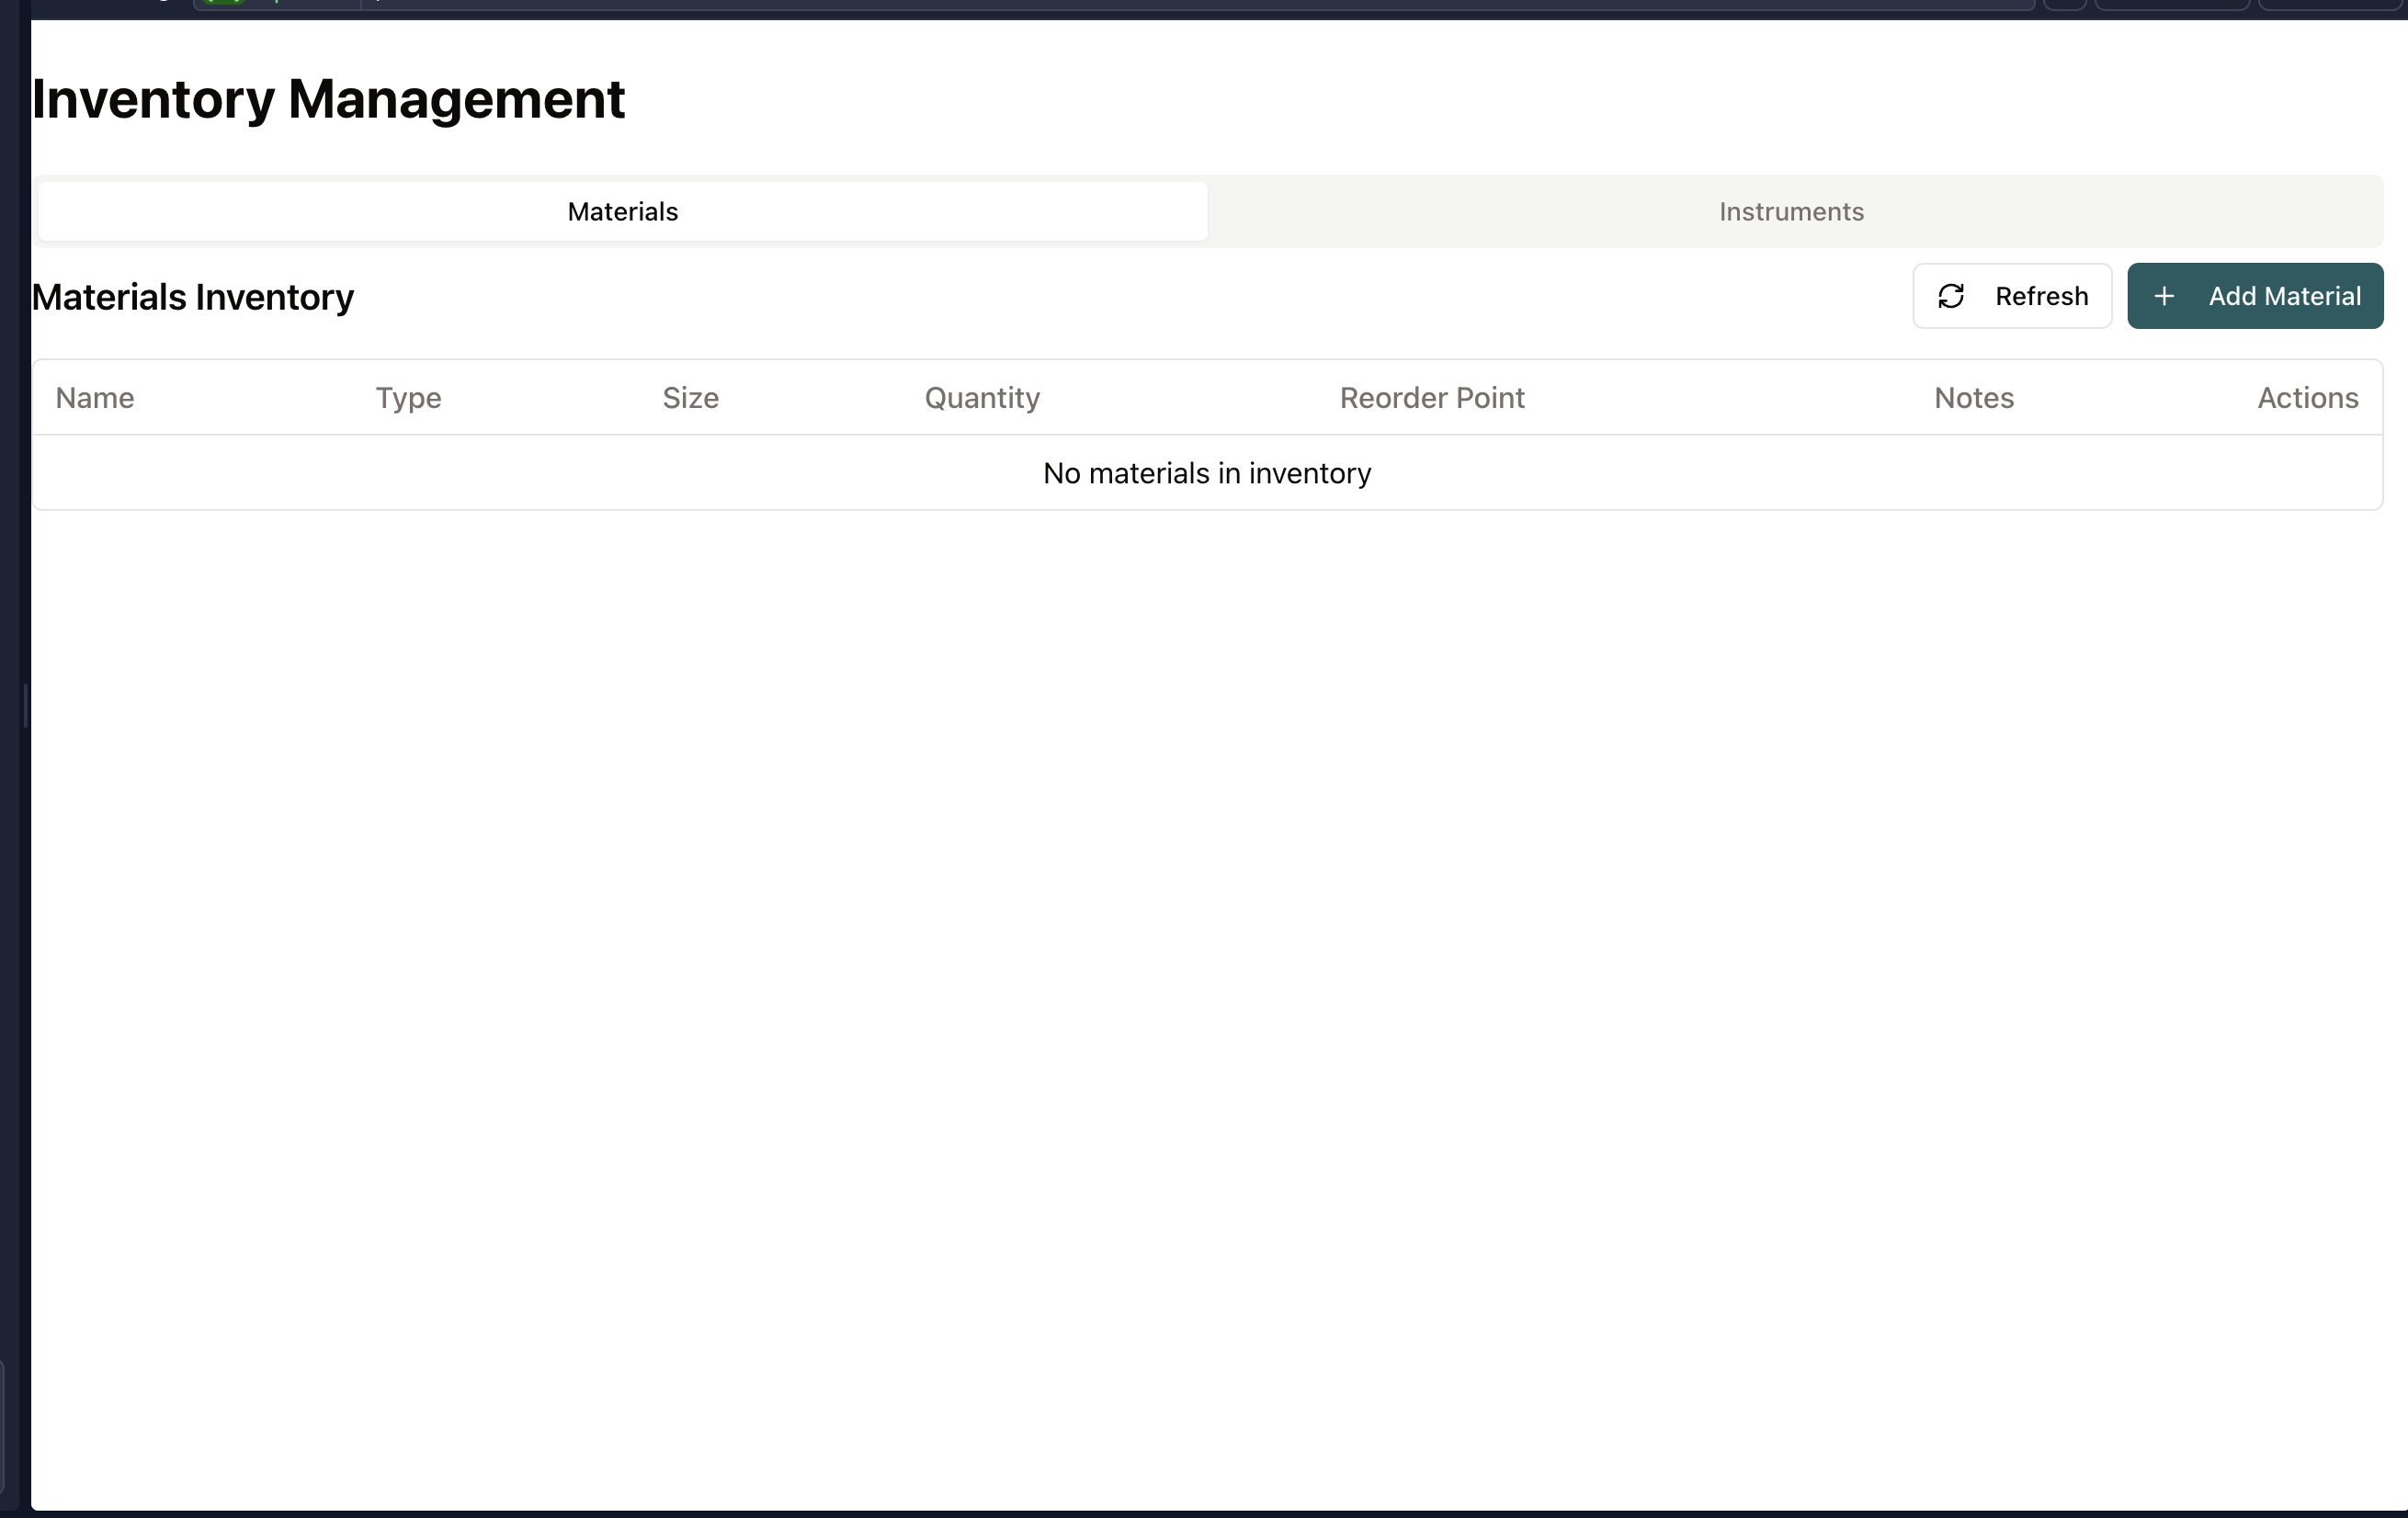 Inventory Management
Materials
Instruments
Materials Inventory
Refresh
Add Material
Name Type Size Quantity Reorder Point Notes Actions
No materials in inventory